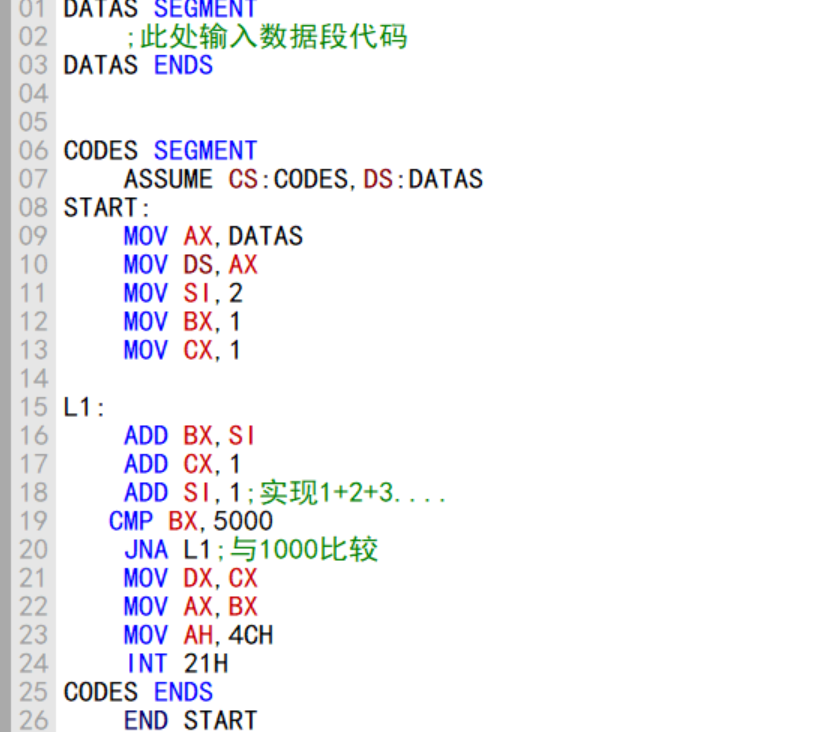 01 DATAS SEGMENT
02     ;此处输入数据段代码
03 DATAS ENDS
04
05
06 CODES SEGMENT
07     ASSUME CS:CODES,DS:DATAS
08 START:
09     MOV AX,DATAS
10     MOV DS,AX
11     MOV SI,2
12     MOV BX,1
13     MOV CX,1
14
15 L1:
16     ADD BX,SI
17     ADD CX,1
18     ADD SI,1;实现1+2+3....
19    CMP BX,5000
20     JNA L1;与1000比较
21     MOV DX,CX
22     MOV AX,BX
23     MOV AH,4CH
24     INT 21H
25 CODES ENDS
26     END START